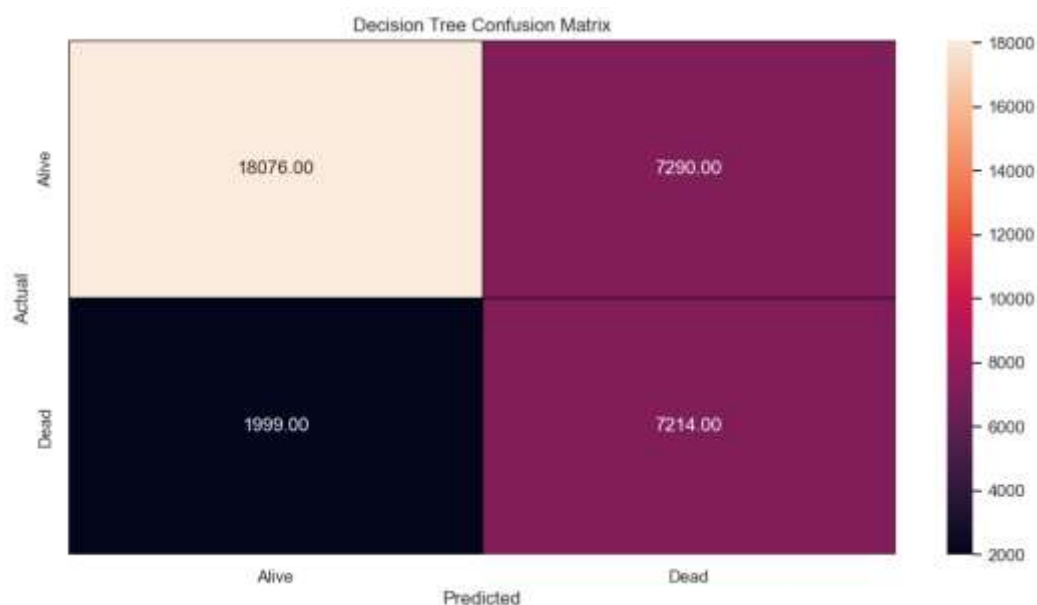 Decision Tree Confusion Matrix
18000
16000
14000
12000
10000
8000
6000
4000
2000
Alive
18076.00
7290.00
Actual
Dead
1999.00
7214.00
Alive
Dead
Predicted